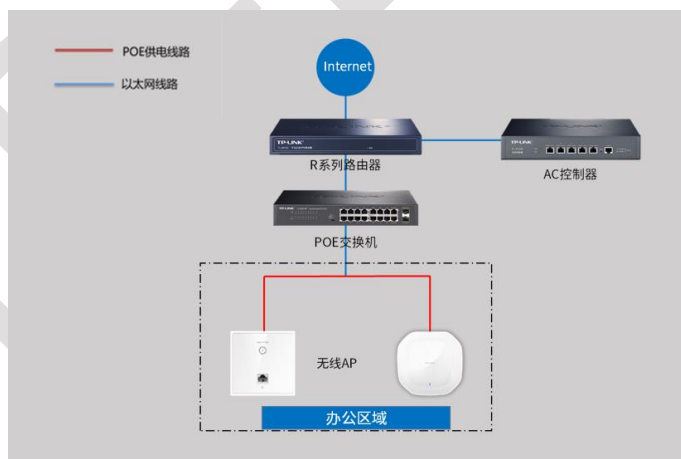 POE供电线路
以太网线路
Internet
TP-LINK
R系列路由器
TP-LINK
AC控制器
TP-LINK
POE交换机
无线AP
办公区域